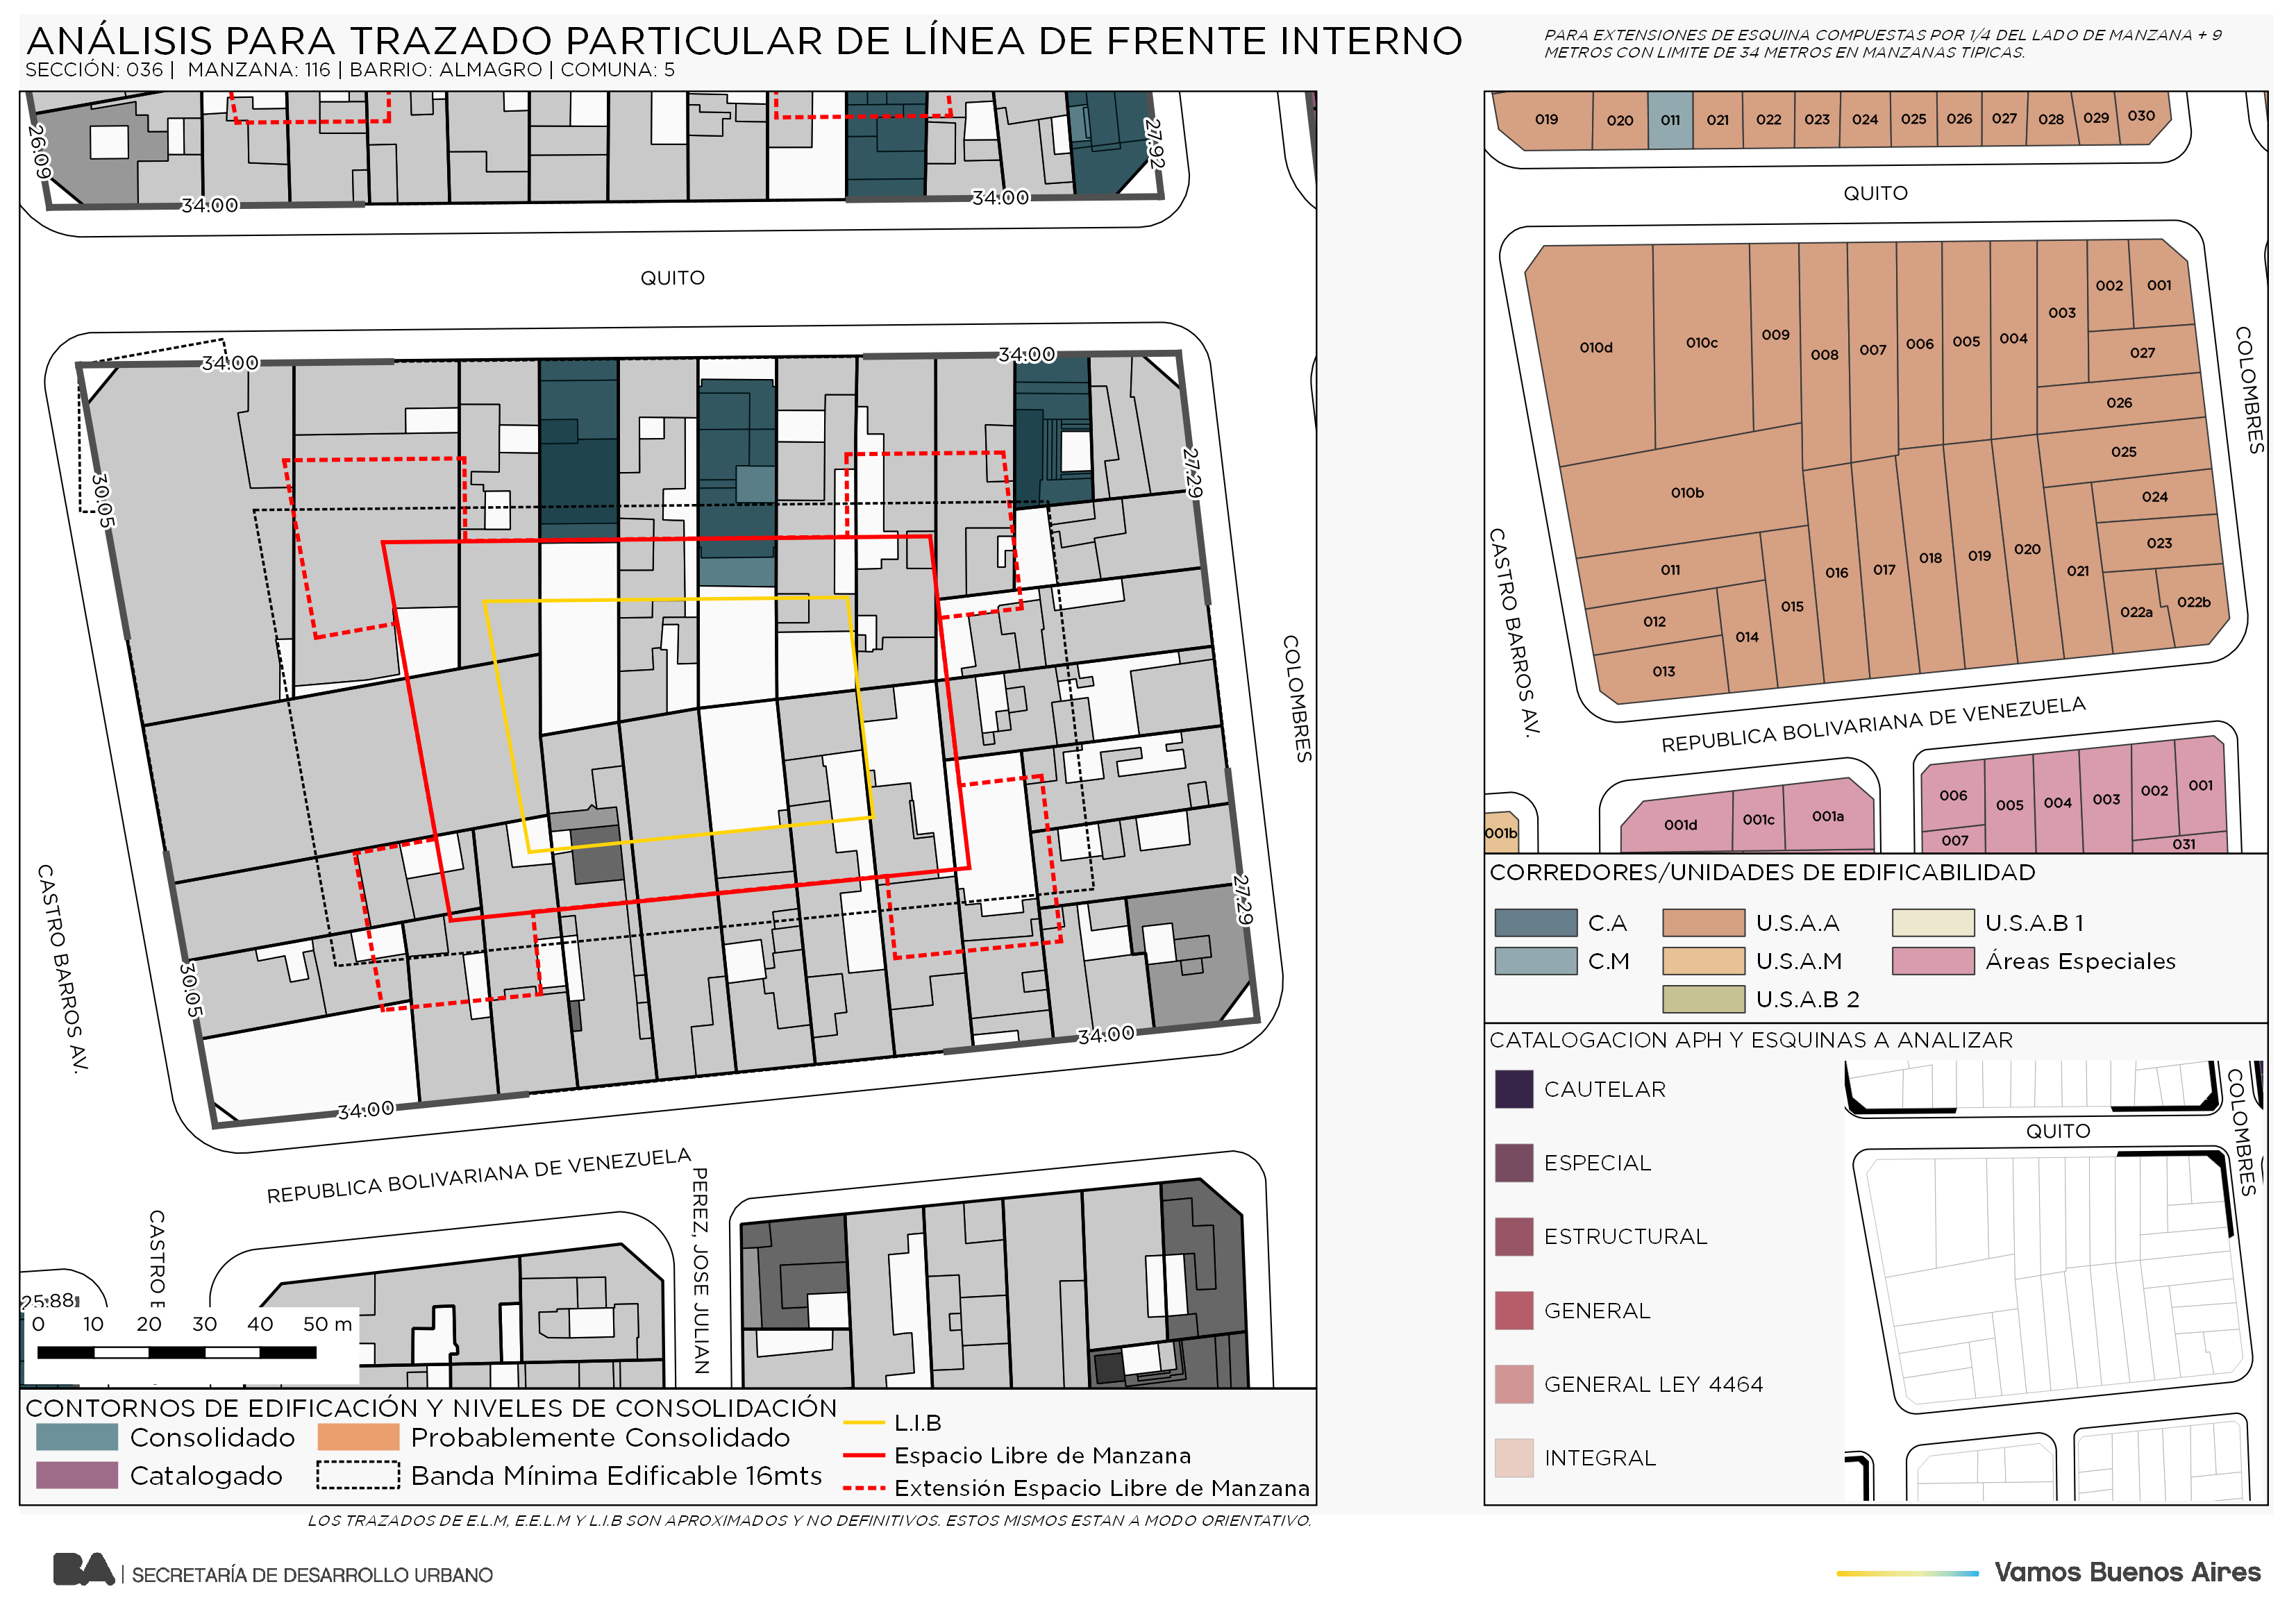 ANÁLISIS PARA TRAZADO PARTICULAR DE LÍNEA DE FRENTE INTERNO
SECCIÓN: 036 | MANZANA: 116 | BARRIO: ALMAGRO | COMUNA: 5
PARA EXTENSIONES DE ESQUINA COMPUESTAS POR 1/4 DEL LADO DE MANZANA + 9
METROS CON LIMITE DE 34 METROS EN MANZANAS TIPICAS.
26.09
34.00
34.00
27.92
QUITO
34.00
34.00
30.05
27.29
COLOMBRES
27.29
30.05
34.00
34.00
CASTRO BARROS AV.
REPUBLICA BOLIVARIANA DE VENEZUELA
PEREZ, JOSE JULIAN
CASTRO B
25.88
0 10 20 30 40 50 m
CONTORNOS DE EDIFICACIÓN Y NIVELES DE CONSOLIDACIÓN
Consolidado
Probablemente Consolidado
Catalogado
Banda Mínima Edificable 16mts
L.I.B
Espacio Libre de Manzana
Extensión Espacio Libre de Manzana
LOS TRAZADOS DE E.L.M, E.E.L.M Y L.I.B SON APROXIMADOS Y NO DEFINITIVOS. ESTOS MISMOS ESTAN A MODO ORIENTATIVO.
019 020 011 021 022 023 024 025 026 027 028 029 030
QUITO
010d 010c 009 008 007 006 005 004 003 002 001
027
026
025
024
023
022a 022b
021
020
019
018
017
016
015
014
010b
011
012
013
COLOMBRES
CASTRO BARROS AV.
REPUBLICA BOLIVARIANA DE VENEZUELA
001b
001d 001c 001a
006 005 004 003 002 001
007 031
CORREDORES/UNIDADES DE EDIFICABILIDAD
C.A
U.S.A.A
U.S.A.B 1
C.M
U.S.A.M
Áreas Especiales
U.S.A.B 2
CATALOGACION APH Y ESQUINAS A ANALIZAR
CAUTELAR
ESPECIAL
ESTRUCTURAL
GENERAL
GENERAL LEY 4464
INTEGRAL
QUITO
COLOMBRES
BA | SECRETARÍA DE DESARROLLO URBANO
Vamos Buenos Aires